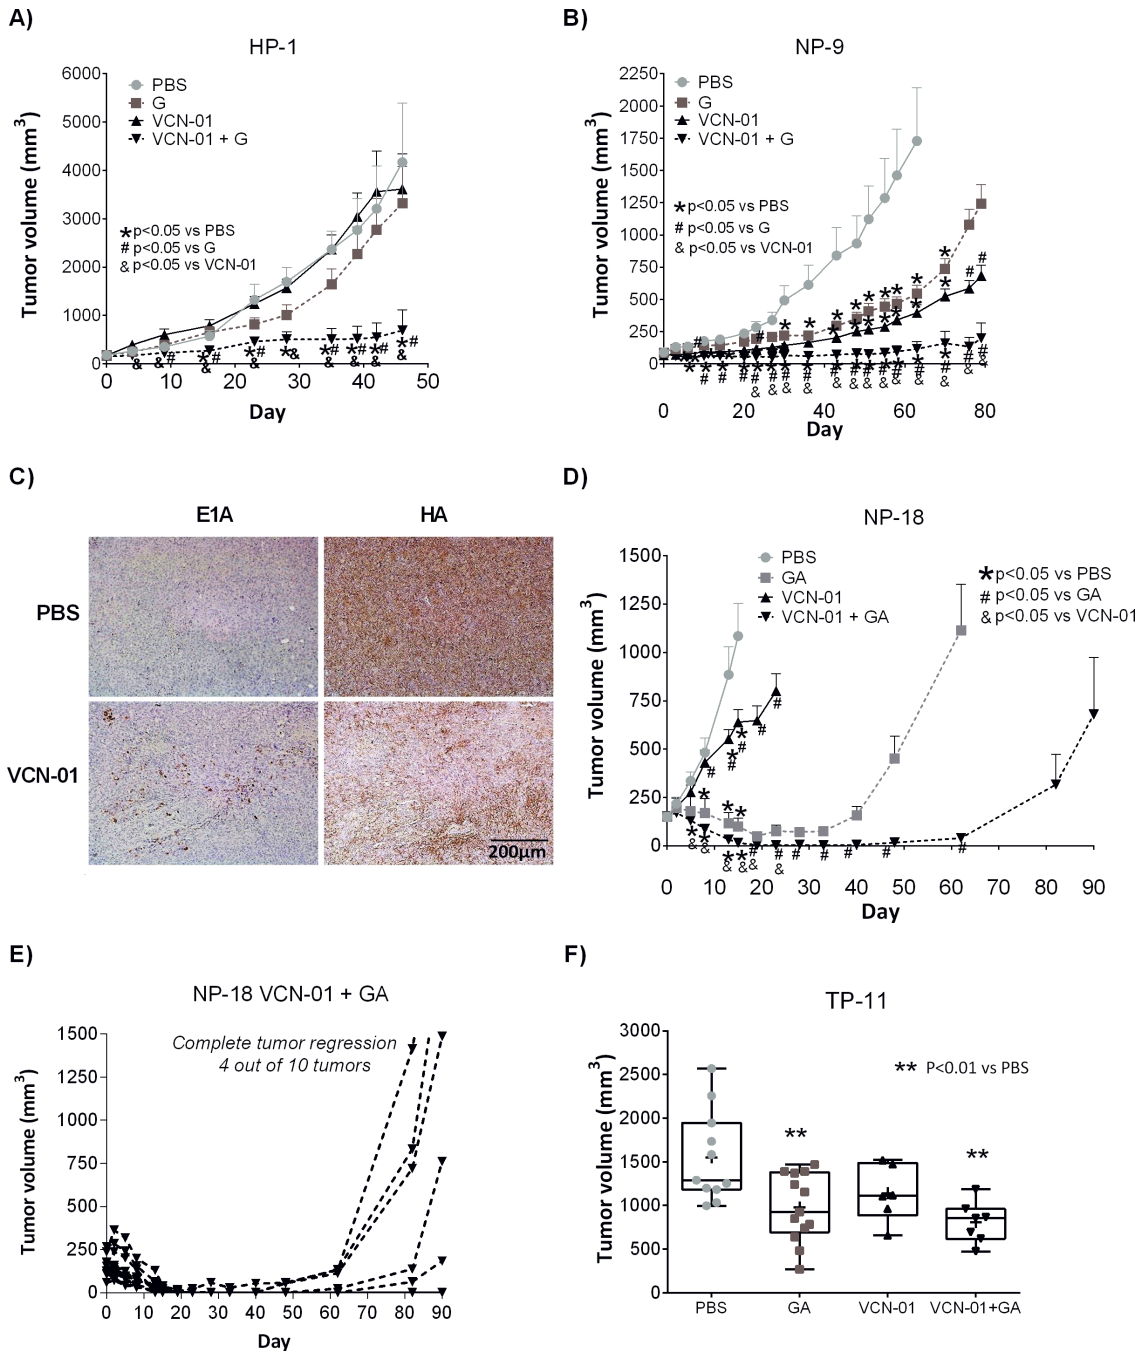 A)
HP-1
Tumor volume (mm³)
6000
5000
4000
3000
2000
1000
0
PBS
G
VCN-01
VCN-01 + G
* p<0.05 vs PBS
# p<0.05 vs G
& p<0.05 vs VCN-01
0 10 20 30 40 50
Day
B)
NP-9
Tumor volume (mm³)
2250
2000
1750
1500
1250
1000
750
500
250
0
PBS
G
VCN-01
VCN-01 + G
* p<0.05 vs PBS
# p<0.05 vs G
& p<0.05 vs VCN-01
0 20 40 60 80
Day
C)
E1A HA
PBS
VCN-01
200µm
D)
NP-18
Tumor volume (mm³)
1500
1250
1000
750
500
250
0
PBS
GA
VCN-01
VCN-01 + GA
* p<0.05 vs PBS
# p<0.05 vs GA
& p<0.05 vs VCN-01
0 10 20 30 40 50 60 70 80 90
Day
E)
NP-18 VCN-01 + GA
Complete tumor regression
4 out of 10 tumors
Tumor volume (mm³)
1500
1250
1000
750
500
250
0
0 10 20 30 40 50 60 70 80 90
Day
F)
TP-11
** P<0.01 vs PBS
Tumor volume (mm³)
3000
2500
2000
1500
1000
500
0
**
**
PBS GA VCN-01 VCN-01+GA